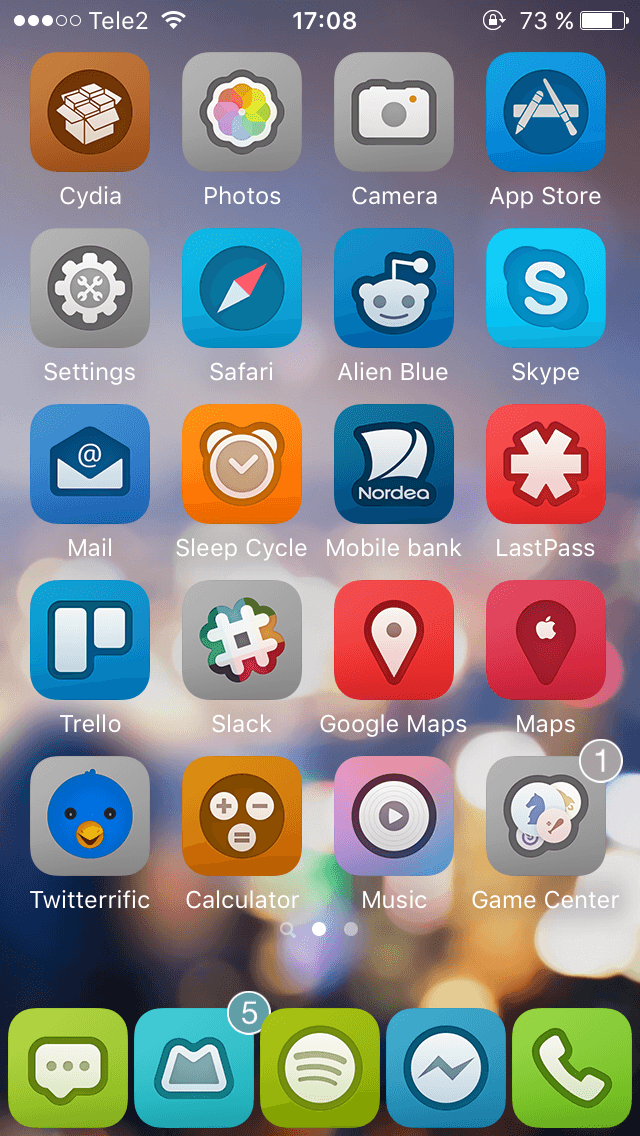 Tele2 17:08 73 %
Cydia Photos Camera App Store
S
Settings Safari Alien Blue Skype
@ Nordea
Mail Sleep Cycle Mobile bank LastPass
Trello Slack Google Maps Maps
1
Twitterrific Calculator Music Game Center
5